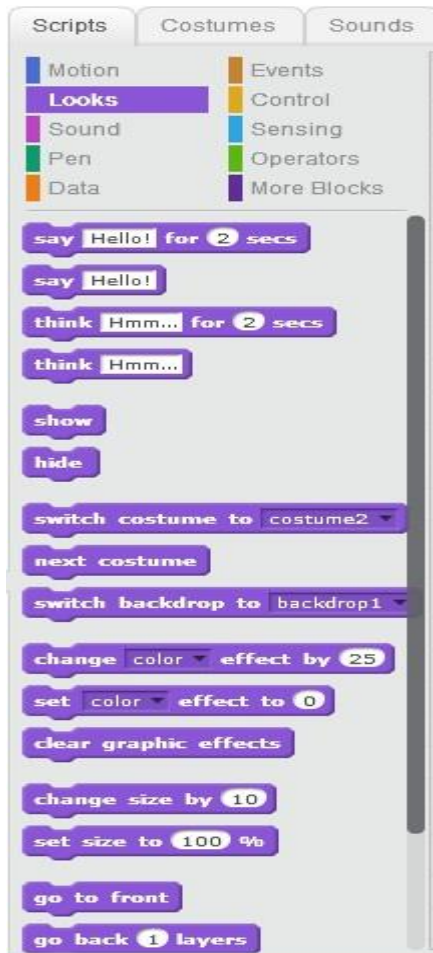 Scripts Costumes Sounds
Motion Events
Looks Control
Sound Sensing
Pen Operators
Data More Blocks
say Hello! for 2 secs
say Hello!
think Hmm... for 2 secs
think Hmm...
show
hide
switch costume to costume2
next costume
switch backdrop to backdrop1
change color effect by 25
set color effect to 0
clear graphic effects
change size by 10
set size to 100 %
go to front
go back 1 layers